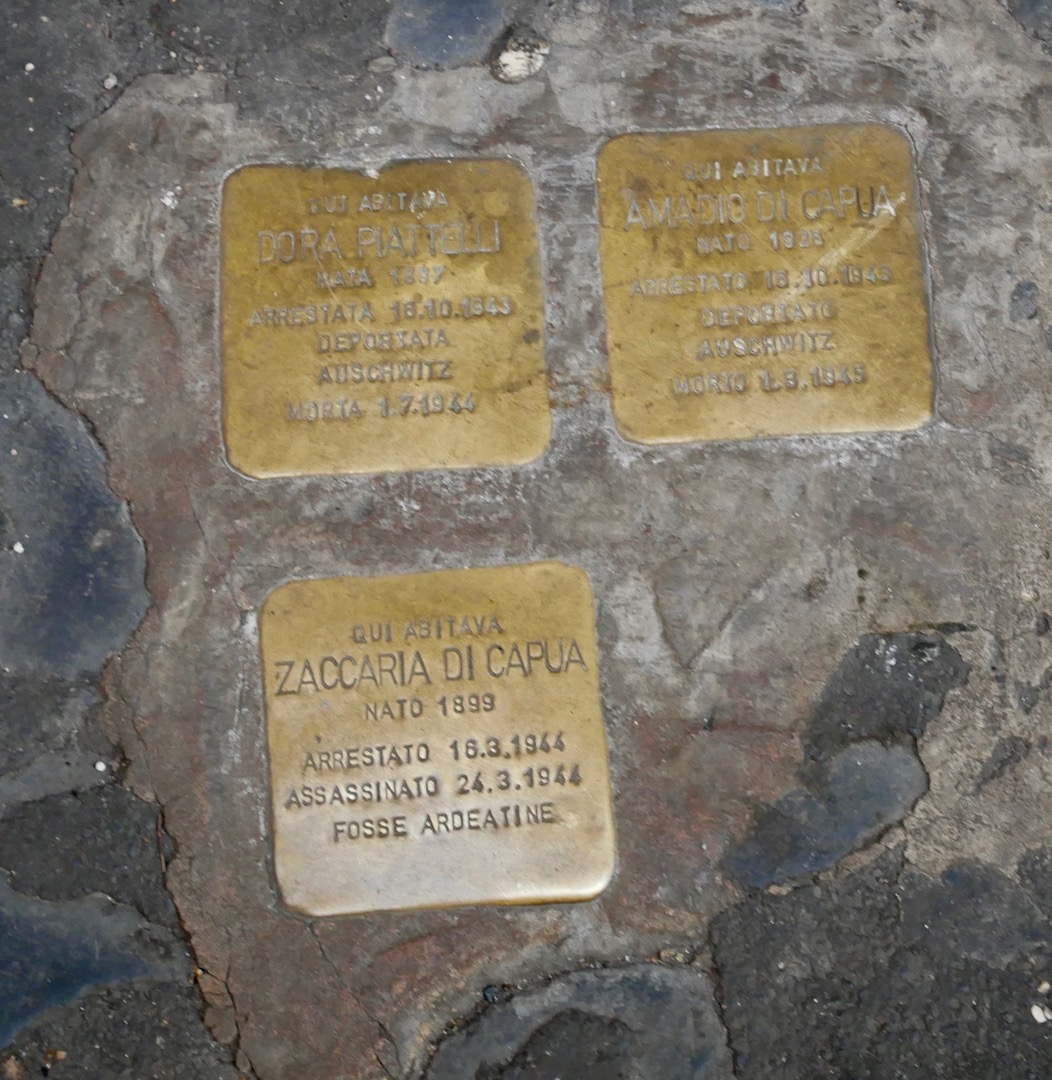 QUI ABITAVA
DORA PIATTELLI
NATA 1887
ARRESTATA 16.10.1943
DEPORTATA
AUSCHWITZ
MORTA 1.7.1944
QUI ABITAVA
AMADIO DI CAPUA
NATO
ARRESTATO 16.10.1943
DEPORTATO
AUSCHWITZ
MORTO
QUI ABITAVA
ZACCARIA DI CAPUA
NATO 1899
ARRESTATO 16.3.1944
ASSASSINATO 24.3.1944
FOSSE ARDEATINE